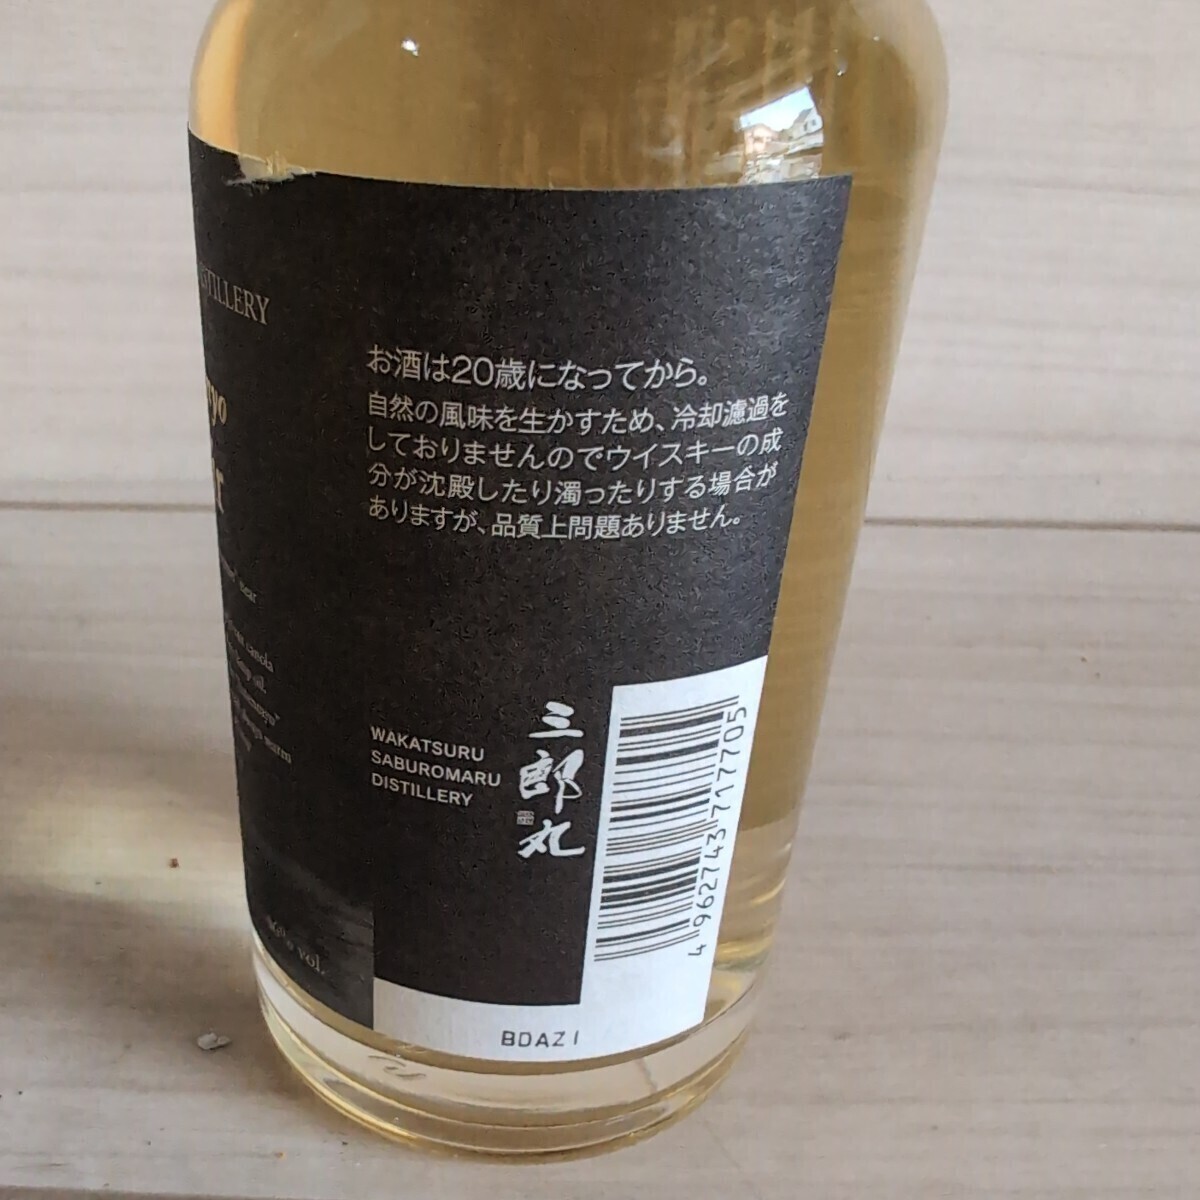 DISTILLERY
お酒は20歳になってから。
自然の風味を生かすため、冷却濾過を
しておりませんのでウイスキーの成
分が沈殿したり濁ったりする場合が
ありますが、品質上問題ありません。
WAKATSURU
SABUROMARU
DISTILLERY
三郎丸
4 962743 717705
vol.
BDAZ1